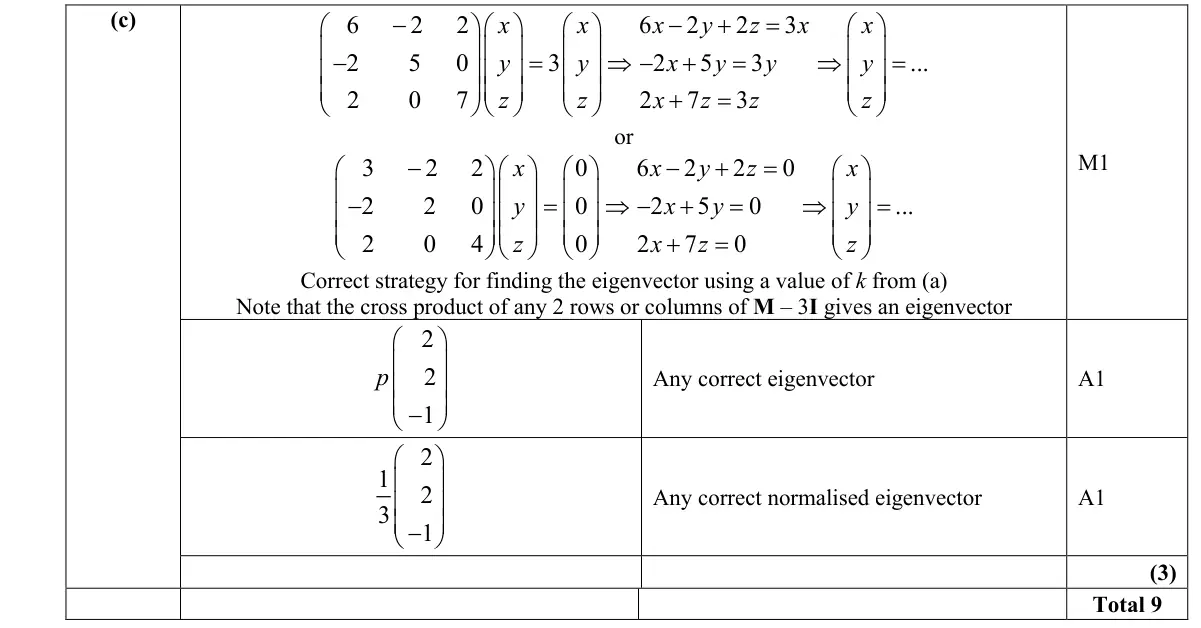 (c)
( 6 −2 2 ) ( x ) ( x ) 6x − 2y + 2z = 3x ( x )
( −2 5 0 ) ( y ) = 3 ( y ) ⇒ −2x + 5y = 3y ⇒ ( y ) = ...
( 2 0 7 ) ( z ) ( z ) 2x + 7z = 3z ( z )
or
( 3 −2 2 ) ( x ) ( 0 ) 6x − 2y + 2z = 0 ( x )
( −2 2 0 ) ( y ) = ( 0 ) ⇒ −2x + 5y = 0 ⇒ ( y ) = ...
( 2 0 4 ) ( z ) ( 0 ) 2x + 7z = 0 ( z )
Correct strategy for finding the eigenvector using a value of k from (a)
Note that the cross product of any 2 rows or columns of M – 3I gives an eigenvector
M1
( 2 )
p ( 2 )
( −1 )
Any correct eigenvector
A1
( 2 )
1/3 ( 2 )
( −1 )
Any correct normalised eigenvector
A1
(3)
Total 9